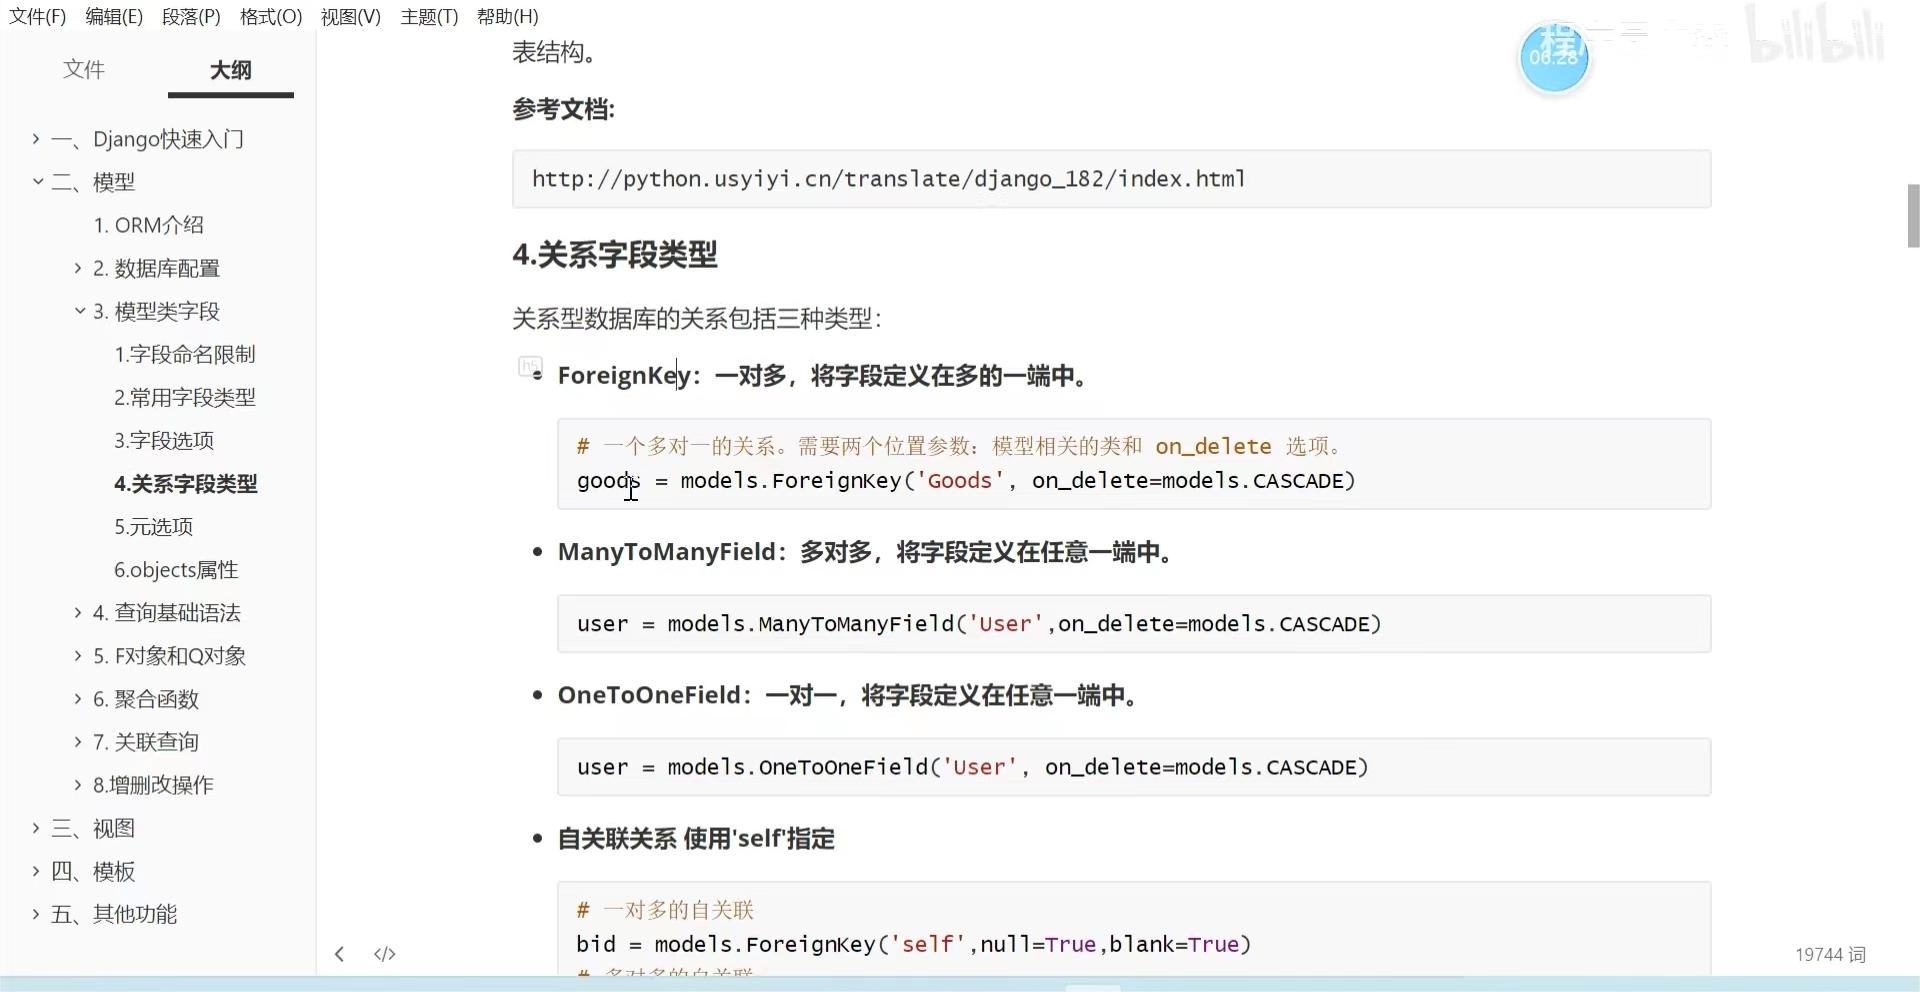 文件(F) 编辑(E) 段落(P) 格式(O) 视图(V) 主题(T) 帮助(H)
文件 大纲
一、Django快速入门
二、模型
1. ORM介绍
2. 数据库配置
3. 模型类字段
1.字段命名限制
2.常用字段类型
3.字段选项
4.关系字段类型
5.元选项
6.objects属性
4. 查询基础语法
5. F对象和Q对象
6. 聚合函数
7. 关联查询
8.增删改操作
三、视图
四、模板
五、其他功能
表结构。
06:28
bilibili
参考文档:
http://python.usyiyi.cn/translate/django_182/index.html
4.关系字段类型
关系型数据库的关系包括三种类型：
h5
ForeignKey：一对多，将字段定义在多的一端中。
# 一个多对一的关系。需要两个位置参数：模型相关的类和 on_delete 选项。
goods = models.ForeignKey('Goods', on_delete=models.CASCADE)
ManyToManyField：多对多，将字段定义在任意一端中。
user = models.ManyToManyField('User',on_delete=models.CASCADE)
OneToOneField：一对一，将字段定义在任意一端中。
user = models.OneToOneField('User', on_delete=models.CASCADE)
自关联关系 使用'self'指定
# 一对多的自关联
bid = models.ForeignKey('self',null=True,blank=True)
# 多对多的自关联
</>
19744 词